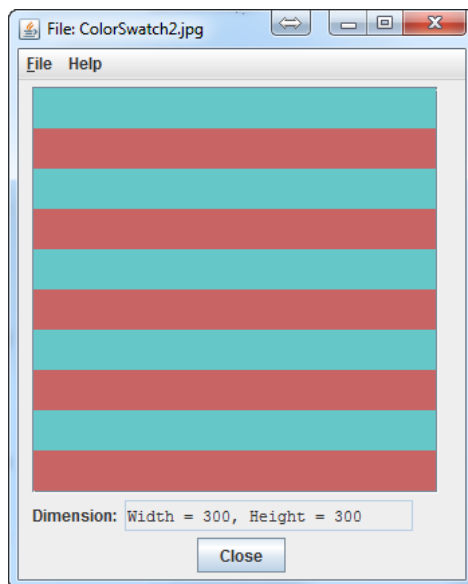 File: ColorSwatch2.jpg
File Help
Dimension: Width = 300, Height = 300
Close